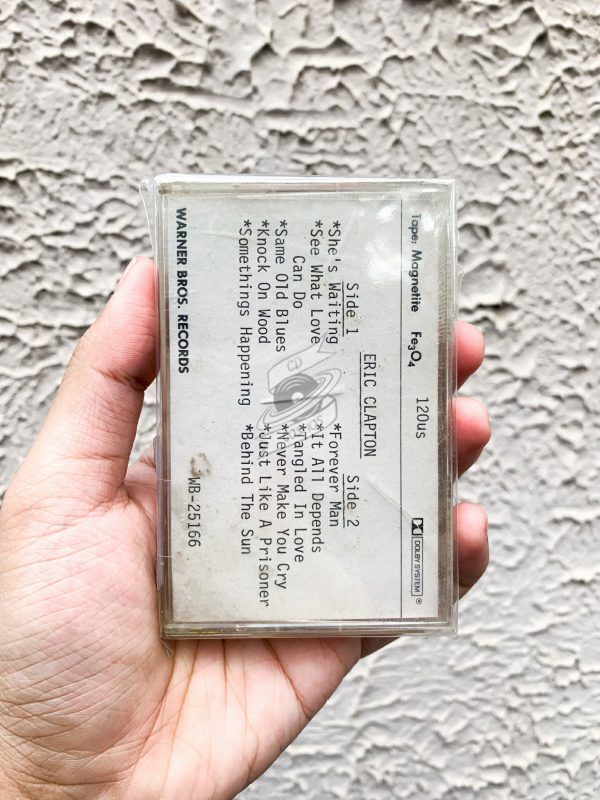 Tape: Magnetite Fe₃O₄ 120us DOLBY SYSTEM ®
ERIC CLAPTON
Side 1
*She's Waiting
*See What Love
Can Do
*Same Old Blues
*Knock On Wood
*Somethings Happening
Side 2
*Forever Man
*It All Depends
*Tangled In Love
*Never Make You Cry
*Just Like A Prisoner
*Behind The Sun
WARNER BROS. RECORDS
WB-25166
CD